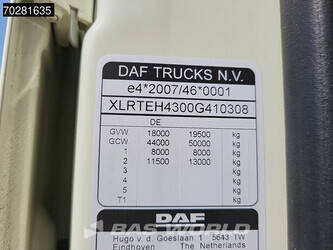 70281635
DAF TRUCKS N.V.
e4*2007/46*0001
XLRTEH4300G410308
DE
GVW 18000 19500 kg
GCW 44000 50000 kg
1 8000 8000 kg
2 11500 13000 kg
3 kg
4 kg
5 kg
T1 kg
DAF
BAS WORLD
Hugo v. d. Goeslaan 1 5643 TW
Eindhoven The Netherlands